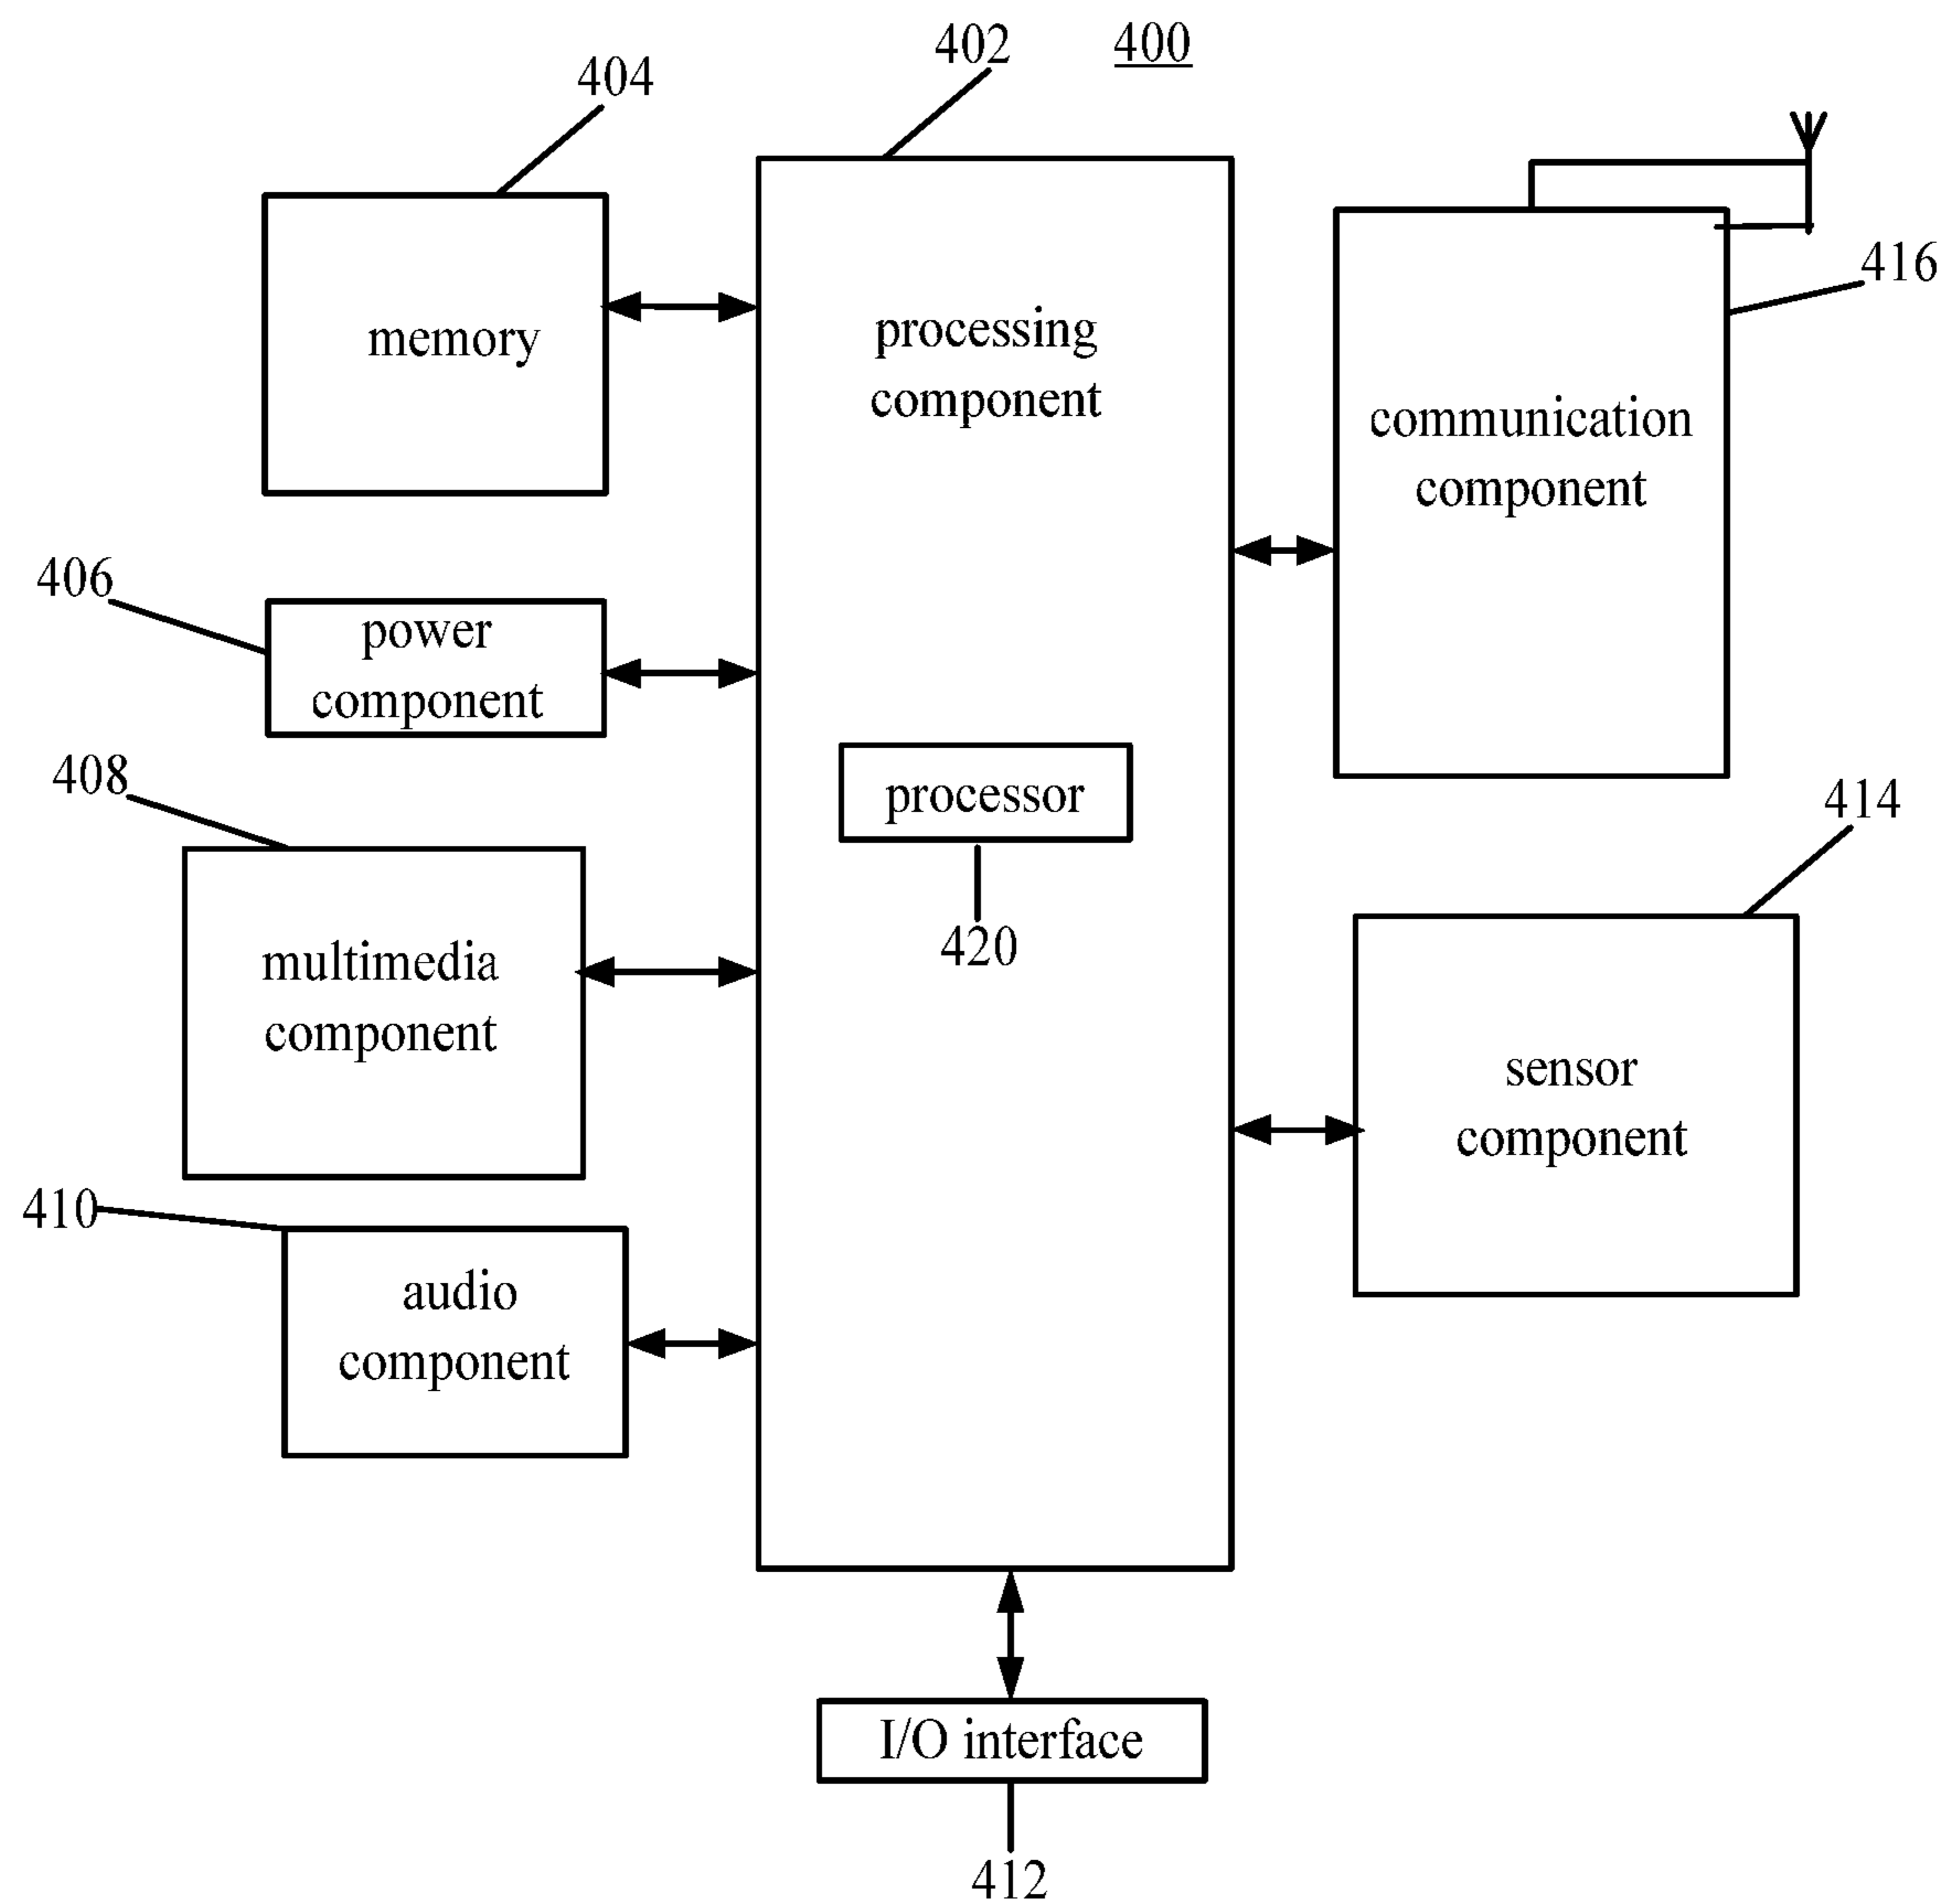 402
400
404
416
memory
processing
component
communication
component
406
power
component
408
processor
414
420
multimedia
component
sensor
component
410
audio
component
I/O interface
412